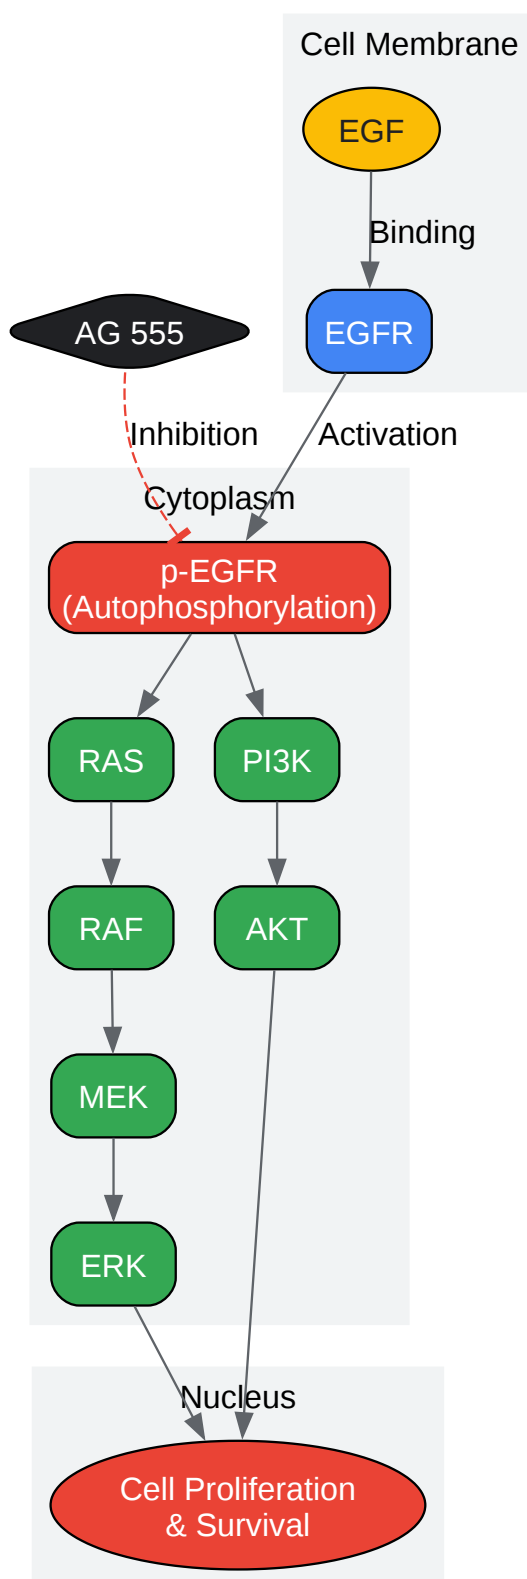 Cell Membrane
EGF
Binding
AG 555
EGFR
Inhibition
Activation
Cytoplasm
p-EGFR
(Autophosphorylation)
RAS
PI3K
RAF
AKT
MEK
ERK
Nucleus
Cell Proliferation
& Survival